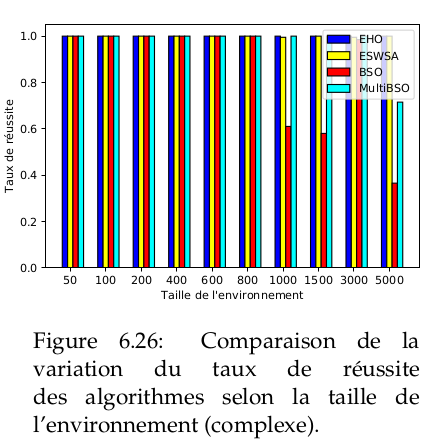 1.0
0.8
0.6
0.4
0.2
0.0
Taux de réussite
EHO
ESWSA
BSO
MultiBSO
50 100 200 400 600 800 1000 1500 3000 5000
Taille de l'environnement
Figure 6.26: Comparaison de la
variation du taux de réussite
des algorithmes selon la taille de
l'environnement (complexe).